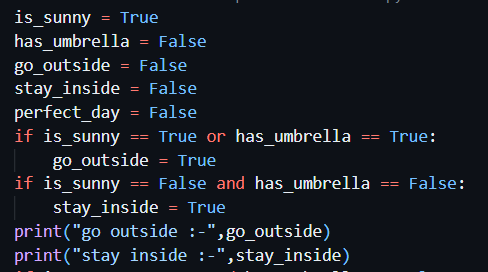 is_sunny = True
has_umbrella = False
go_outside = False
stay_inside = False
perfect_day = False
if is_sunny == True or has_umbrella == True:
    go_outside = True
if is_sunny == False and has_umbrella == False:
    stay_inside = True
print("go outside :-",go_outside)
print("stay inside :-",stay_inside)